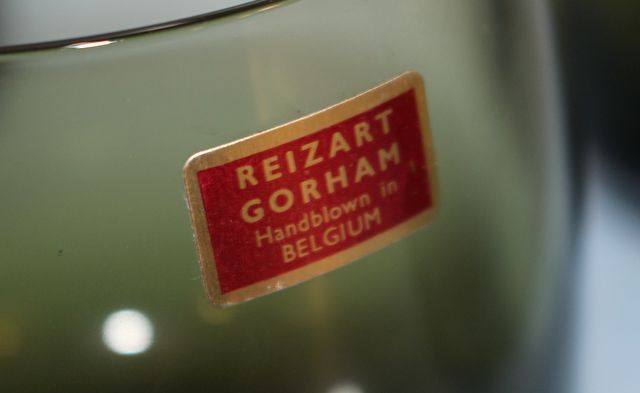 REIZART
GORHAM
Handblown in
BELGIUM